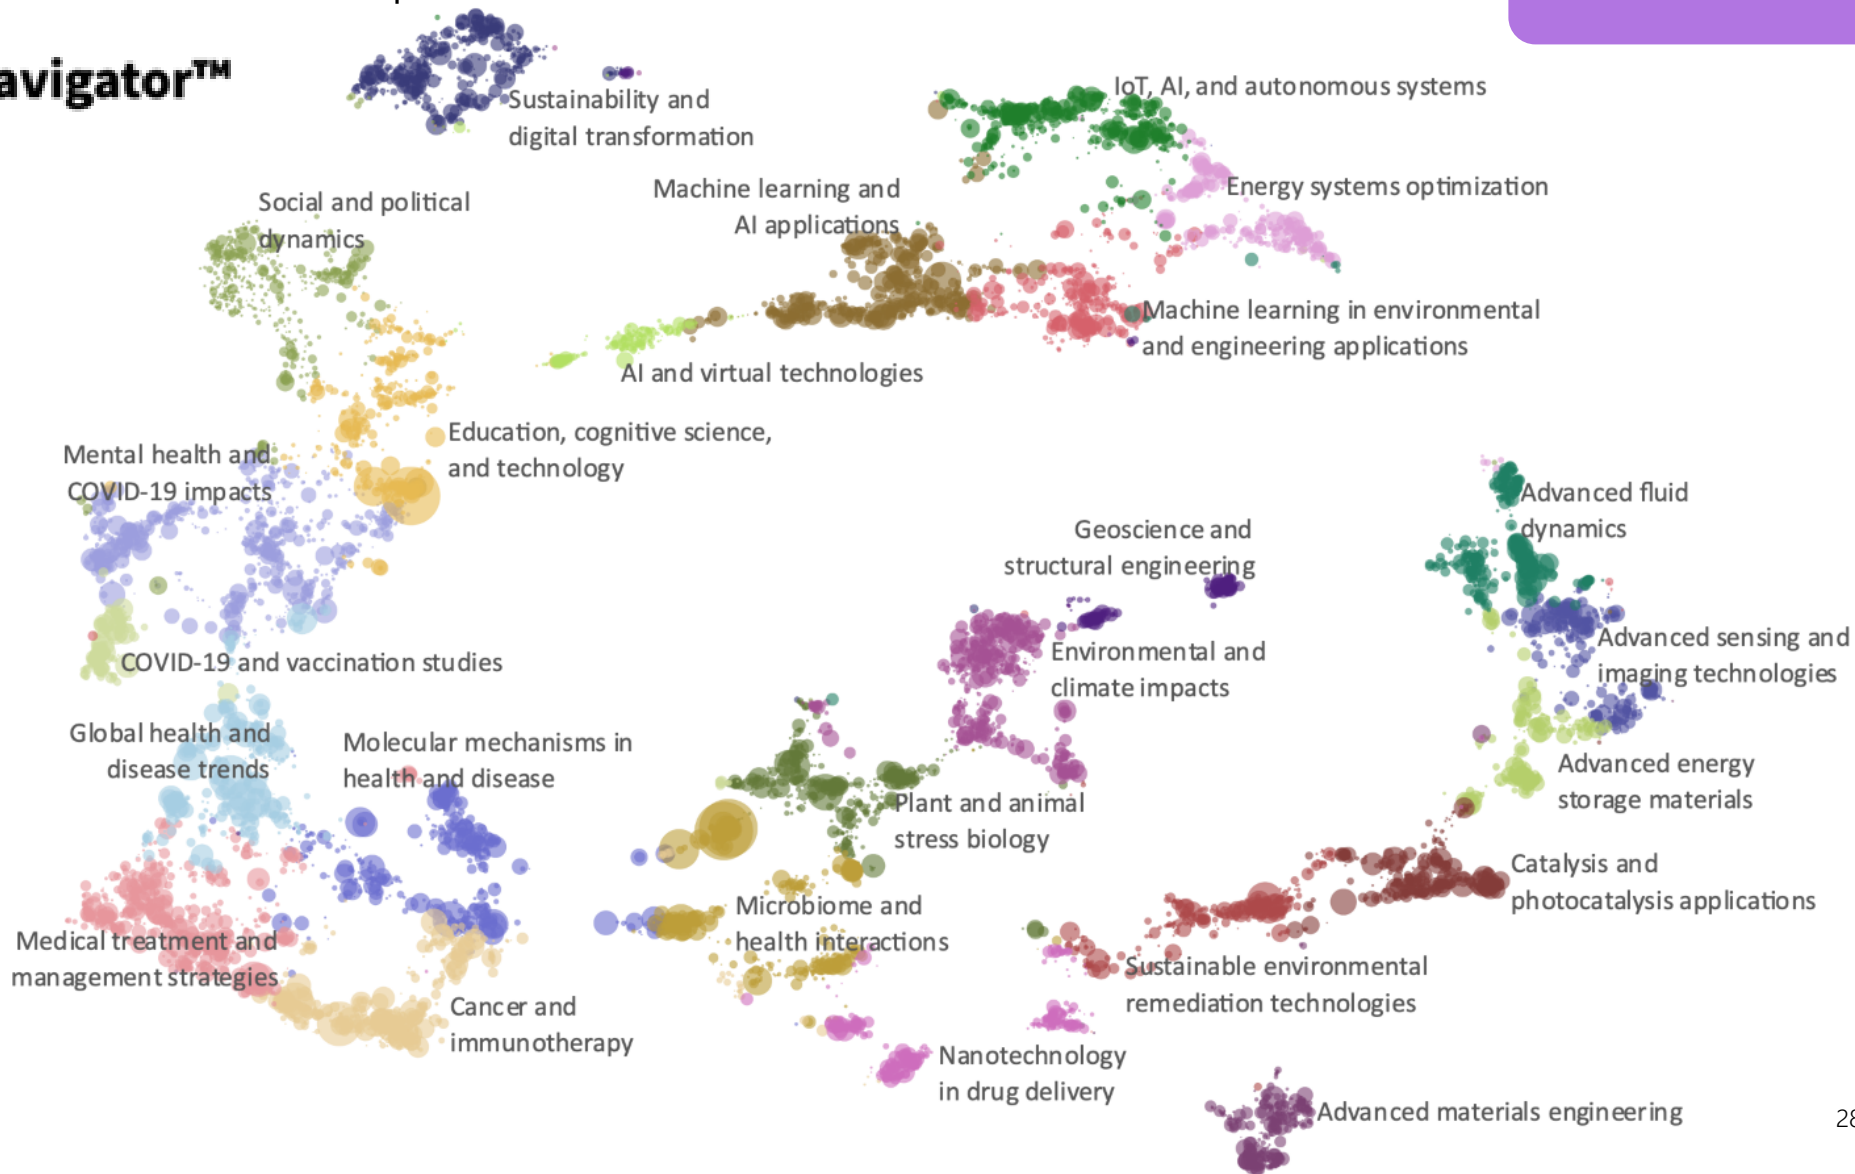 avigator™
Sustainability and
digital transformation
IoT, AI, and autonomous systems
Social and political
dynamics
Machine learning and
AI applications
Energy systems optimization
Machine learning in environmental
and engineering applications
AI and virtual technologies
Education, cognitive science,
and technology
Mental health and
COVID-19 impacts
Advanced fluid
dynamics
Geoscience and
structural engineering
Environmental and
climate impacts
Advanced sensing and
imaging technologies
COVID-19 and vaccination studies
Global health and
disease trends
Molecular mechanisms in
health and disease
Advanced energy
storage materials
Plant and animal
stress biology
Catalysis and
photocatalysis applications
Microbiome and
health interactions
Medical treatment and
management strategies
Sustainable environmental
remediation technologies
Cancer and
immunotherapy
Nanotechnology
in drug delivery
Advanced materials engineering
28